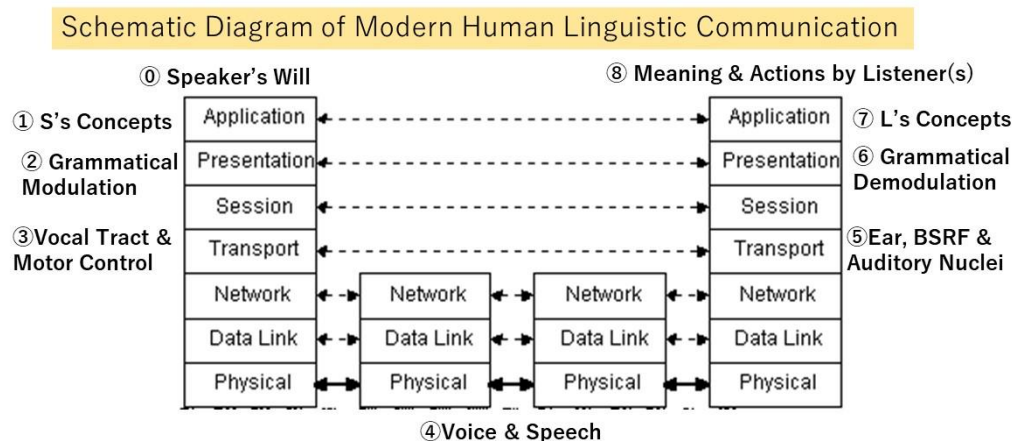 Schematic Diagram of Modern Human Linguistic Communication
⓪ Speaker's Will
⑧ Meaning & Actions by Listener(s)
① S's Concepts
② Grammatical
Modulation
③Vocal Tract &
Motor Control
Application
Presentation
Session
Transport
Network
Data Link
Physical
Network
Data Link
Physical
Network
Data Link
Physical
Application
Presentation
Session
Transport
Network
Data Link
Physical
⑦ L's Concepts
⑥ Grammatical
Demodulation
⑤Ear, BSRF &
Auditory Nuclei
④Voice & Speech